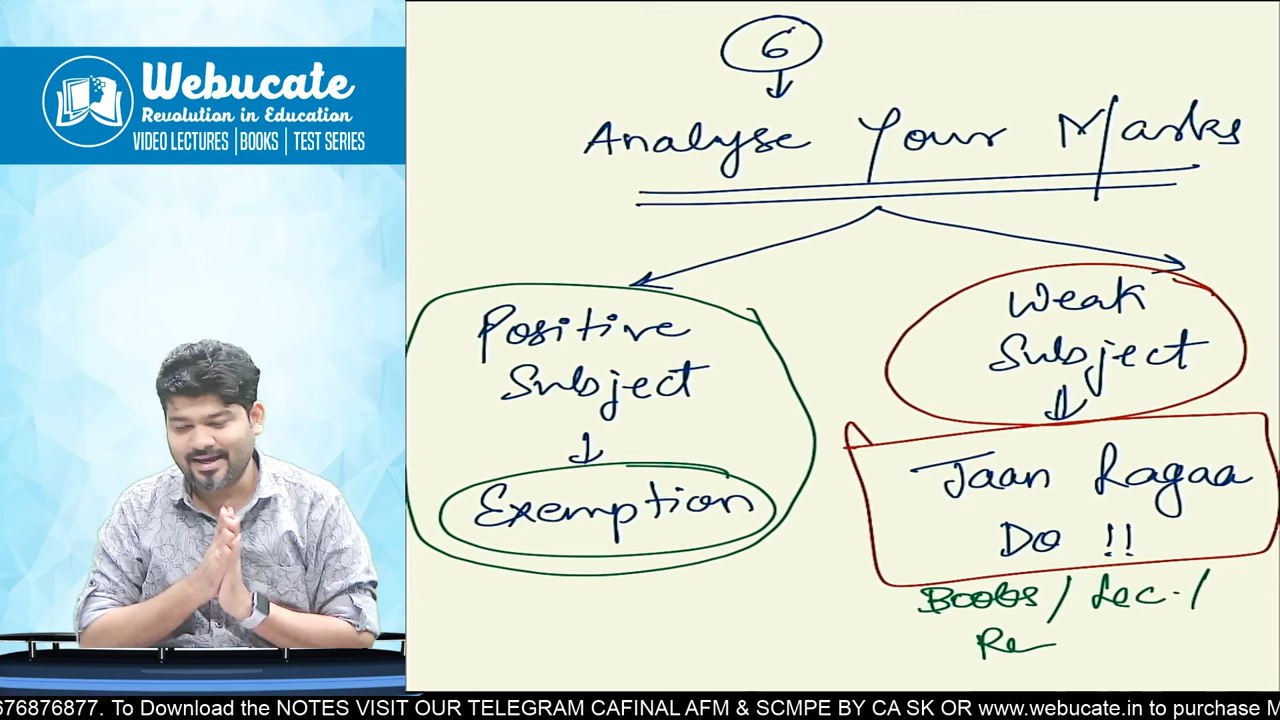 Webucate
Revolution in Education
VIDEO LECTURES | BOOKS | TEST SERIES
6
Analyse Your Marks
Positive
Subject
Exemption
Weak
Subject
Jaan Lagaa
Do !!
Books / Lec. /
Re
676876877. To Download the NOTES VISIT OUR TELEGRAM CAFINAL AFM & SCMPE BY CA SK OR www.webucate.in to purchase M